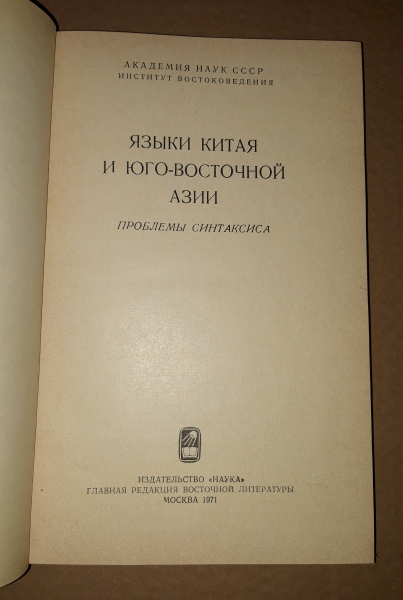 АКАДЕМИЯ НАУК СССР
ИНСТИТУТ ВОСТОКОВЕДЕНИЯ
ЯЗЫКИ КИТАЯ
И ЮГО-ВОСТОЧНОЙ
АЗИИ
ПРОБЛЕМЫ СИНТАКСИСА
ИЗДАТЕЛЬСТВО «НАУКА»
ГЛАВНАЯ РЕДАКЦИЯ ВОСТОЧНОЙ ЛИТЕРАТУРЫ
МОСКВА 1971